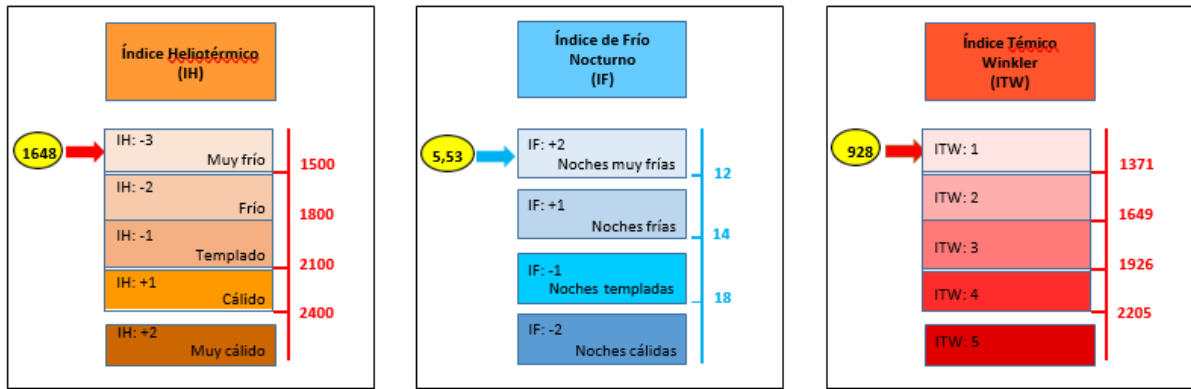 Índice Heliotérmico
(IH)
1648
IH: -3
Muy frío
1500
IH: -2
Frío
1800
IH: -1
Templado
2100
IH: +1
Cálido
2400
IH: +2
Muy cálido
Índice de Frío
Nocturno
(IF)
5,53
IF: +2
Noches muy frías
12
IF: +1
Noches frías
14
IF: -1
Noches templadas
18
IF: -2
Noches cálidas
Índice Témico
Winkler
(ITW)
928
ITW: 1
1371
ITW: 2
1649
ITW: 3
1926
ITW: 4
2205
ITW: 5